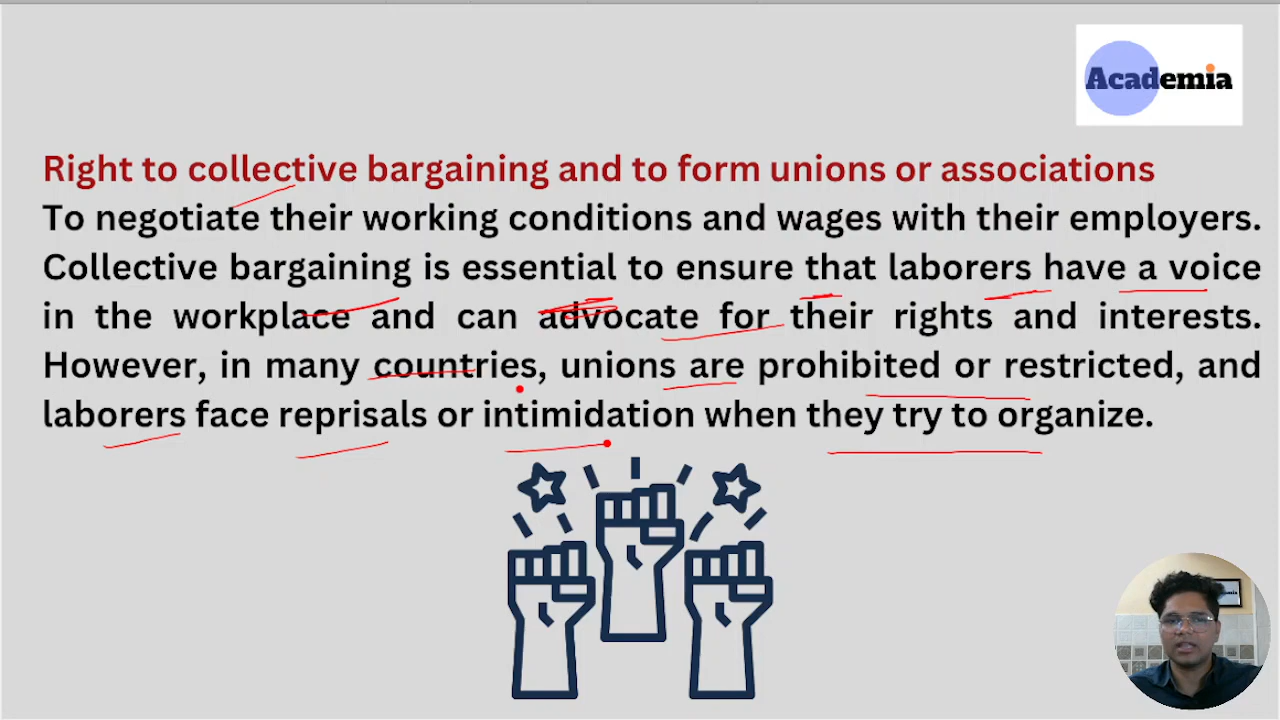 Academia
Right to collective bargaining and to form unions or associations
To negotiate their working conditions and wages with their employers.
Collective bargaining is essential to ensure that laborers have a voice
in the workplace and can advocate for their rights and interests.
However, in many countries, unions are prohibited or restricted, and
laborers face reprisals or intimidation when they try to organize.